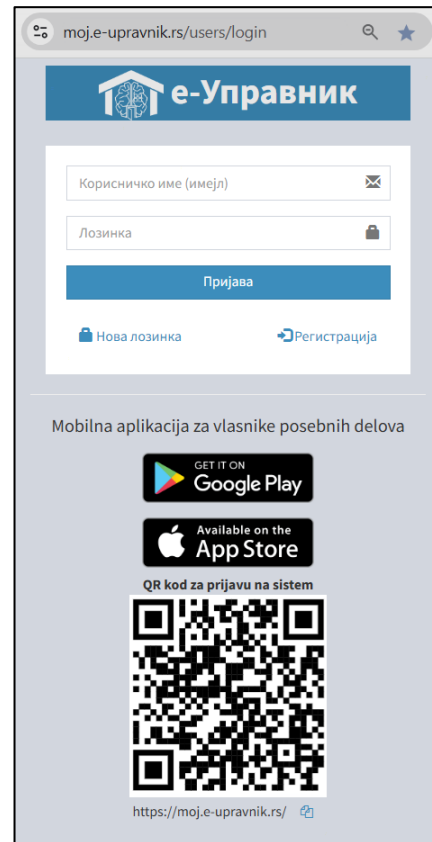 moj.e-upravnik.rs/users/login
е-Управник
Корисничко име (имејл)
Лозинка
Пријава
Нова лозинка
Регистрација
Mobilna aplikacija za vlasnike posebnih delova
GET IT ON
Google Play
Available on the
App Store
QR kod za prijavu na sistem
https://moj.e-upravnik.rs/